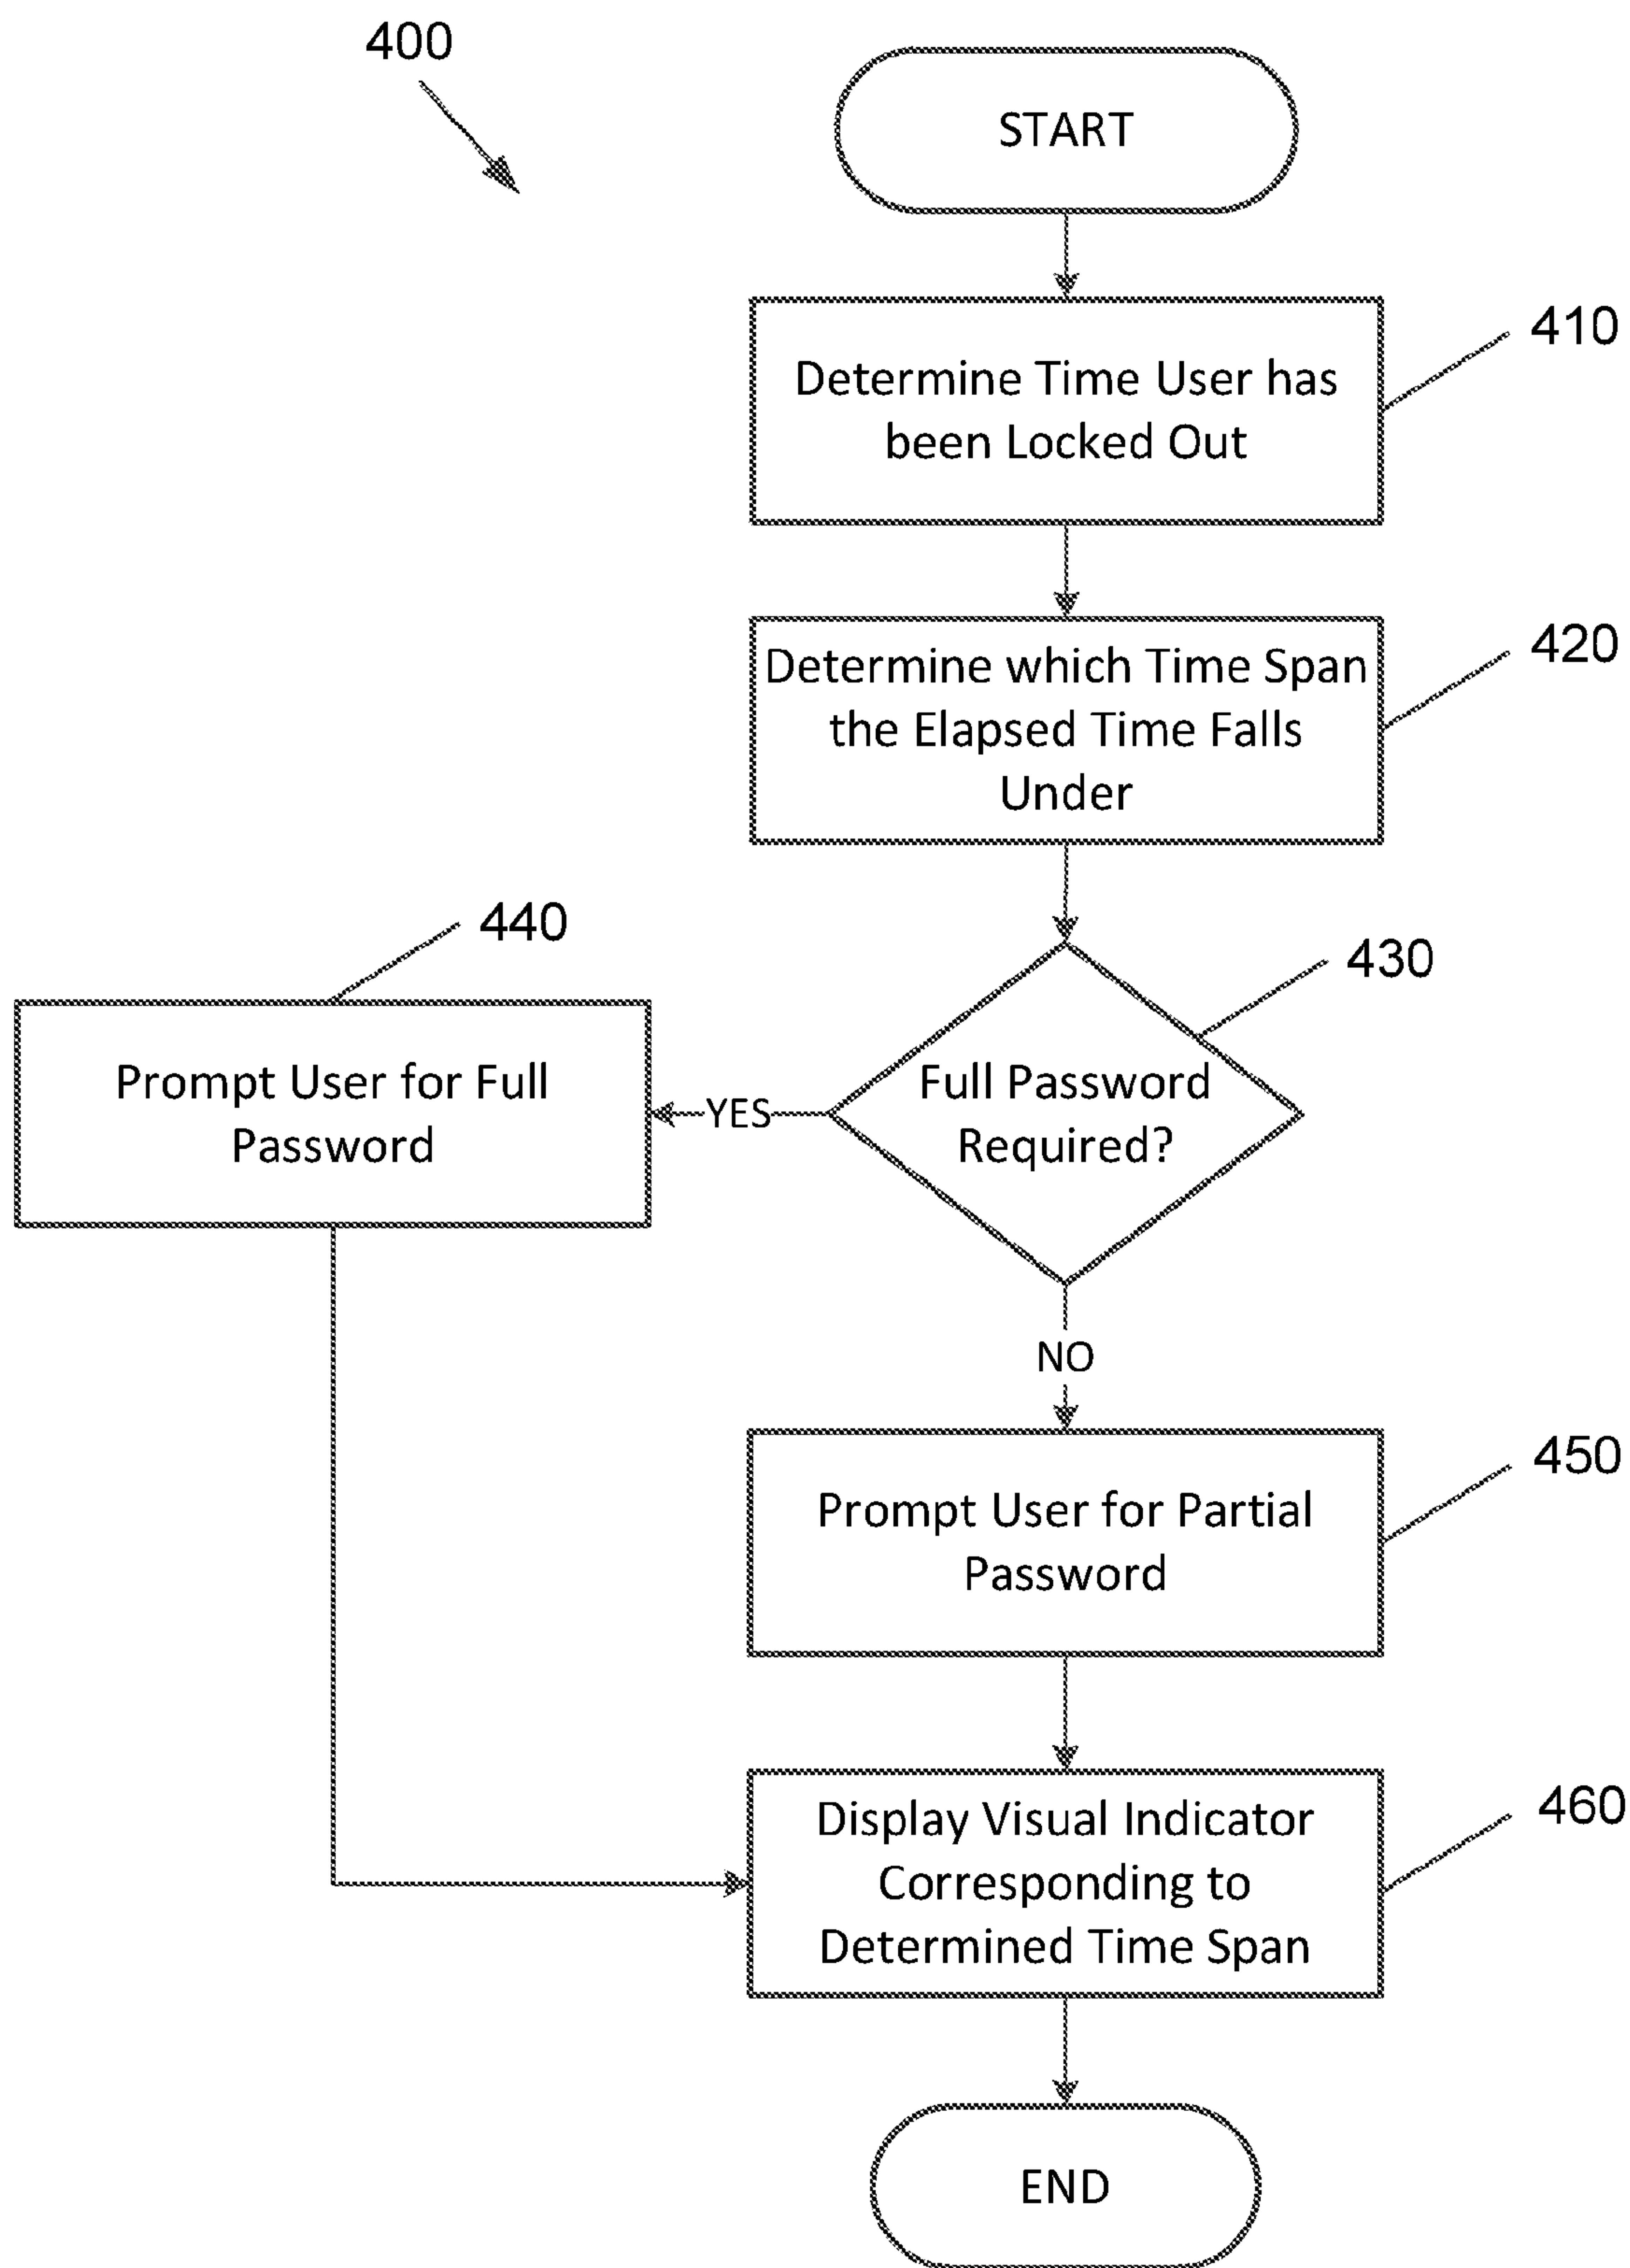 400
START
410
Determine Time User has
been Locked Out
420
Determine which Time Span
the Elapsed Time Falls
Under
440
430
Prompt User for Full
Password
YES
Full Password
Required?
NO
450
Prompt User for Partial
Password
460
Display Visual Indicator
Corresponding to
Determined Time Span
END